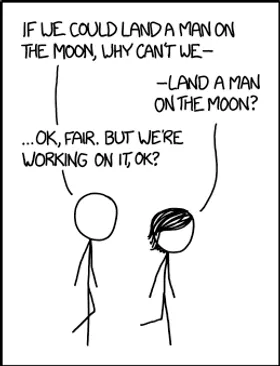 IF WE COULD LAND A MAN ON
THE MOON, WHY CAN'T WE—
—LAND A MAN
ON THE MOON?
...OK, FAIR. BUT WE'RE
WORKING ON IT, OK?